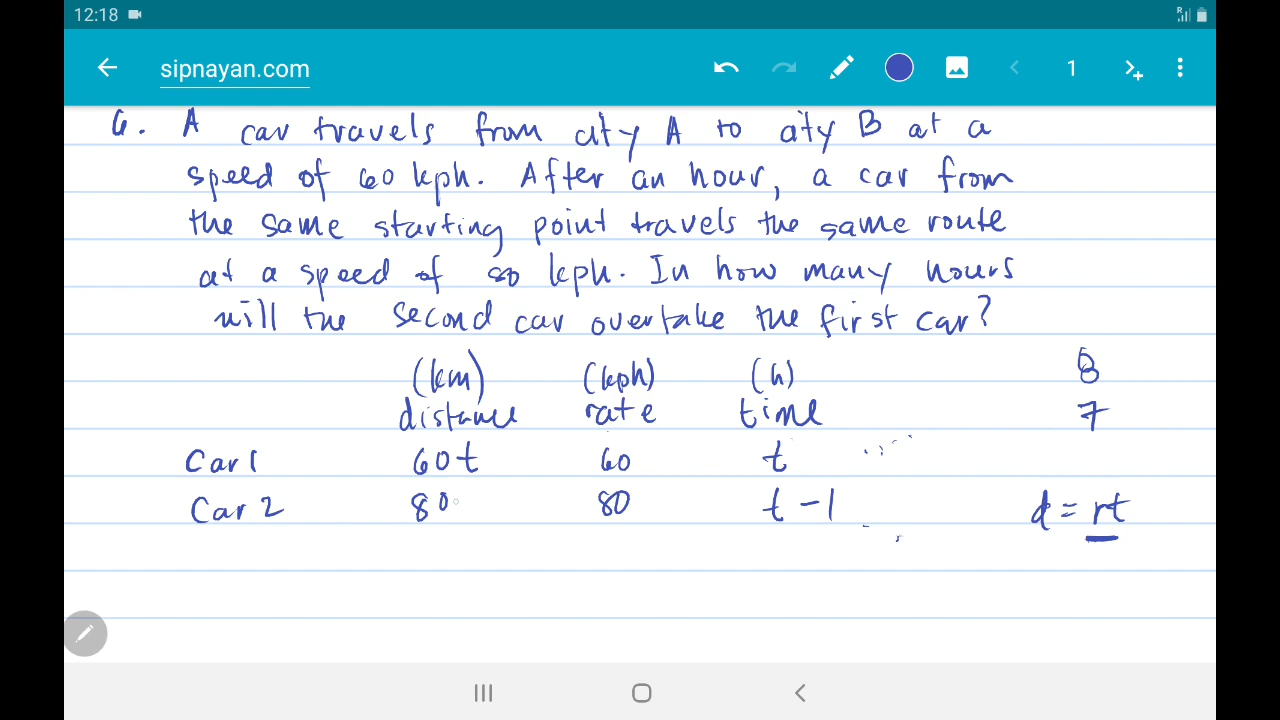 12:18
sipnayan.com
1
6. A car travels from city A to city B at a
speed of 60 kph. After an hour, a car from
the same starting point travels the same route
at a speed of 80 kph. In how many hours
will the second car overtake the first car?
(km) (kph) (h) 8
distance rate time 7
Car 1 60t 60 t
Car 2 80 80 t - 1 d = rt